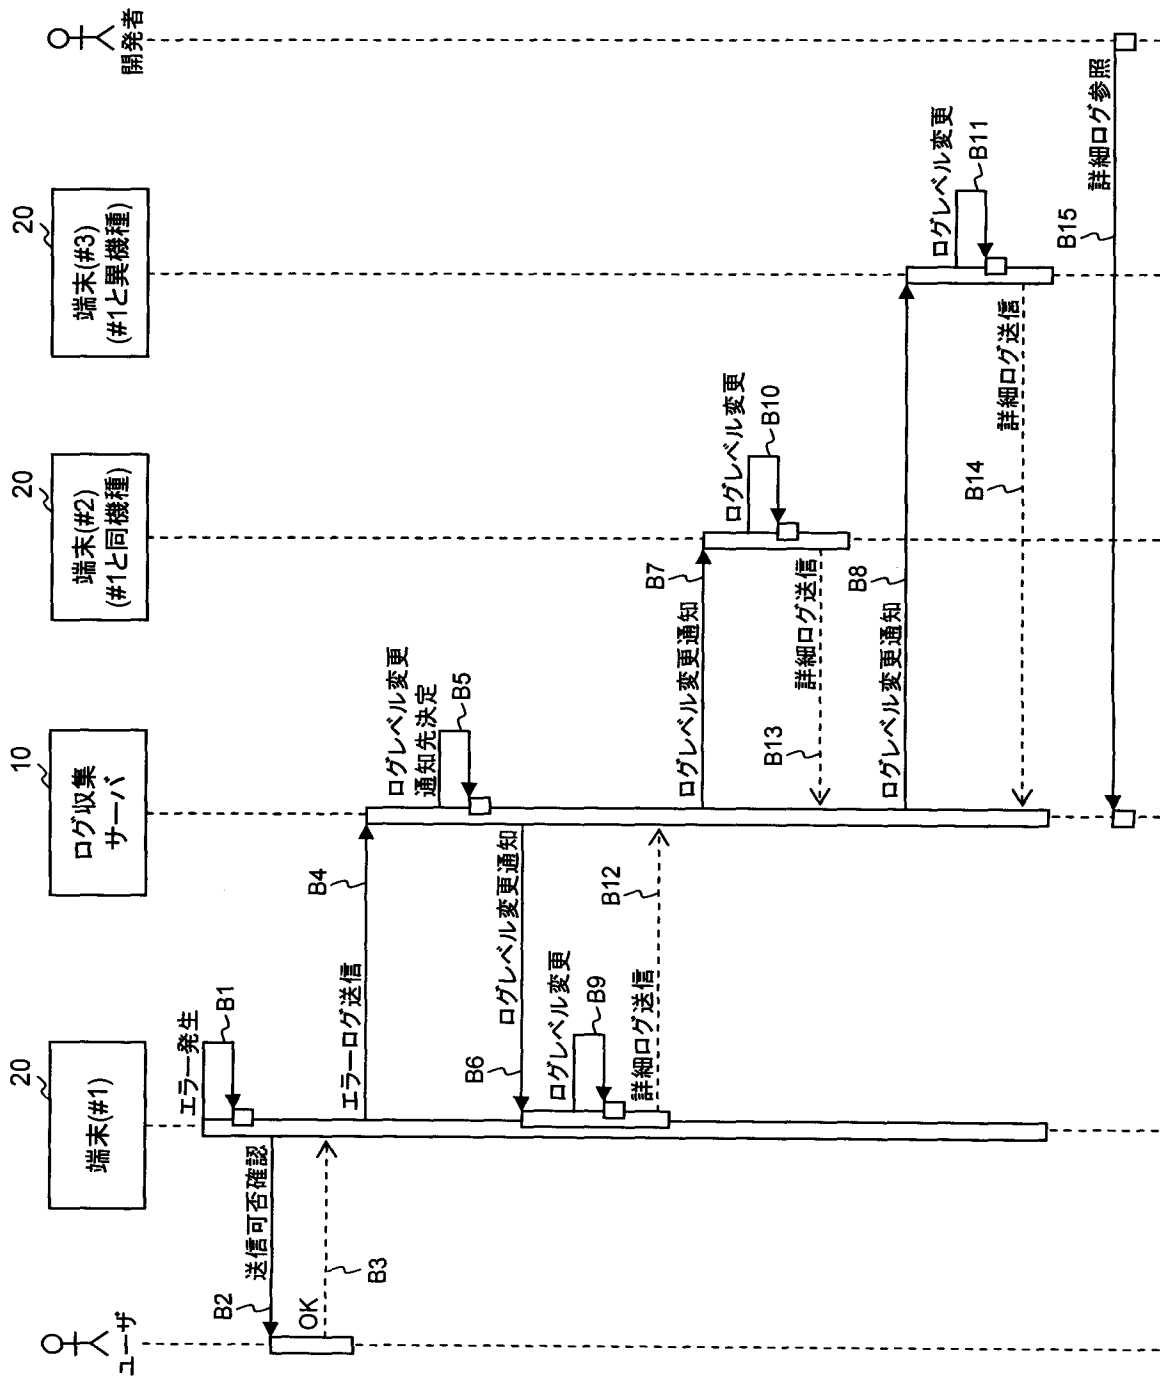 ユーザ
20
端末(#1)
10
ログ収集
サーバ
20
端末(#2)
(#1と同機種)
20
端末(#3)
(#1と異機種)
開発者
エラー発生
B1
送信可否確認
B2
OK
B3
エラーログ送信
B4
ログレベル変更
通知先決定
B5
ログレベル変更通知
B6
ログレベル変更
B9
詳細ログ送信
B12
ログレベル変更通知
B7
ログレベル変更
B10
詳細ログ送信
B13
ログレベル変更通知
B8
ログレベル変更
B11
詳細ログ送信
B14
詳細ログ参照
B15